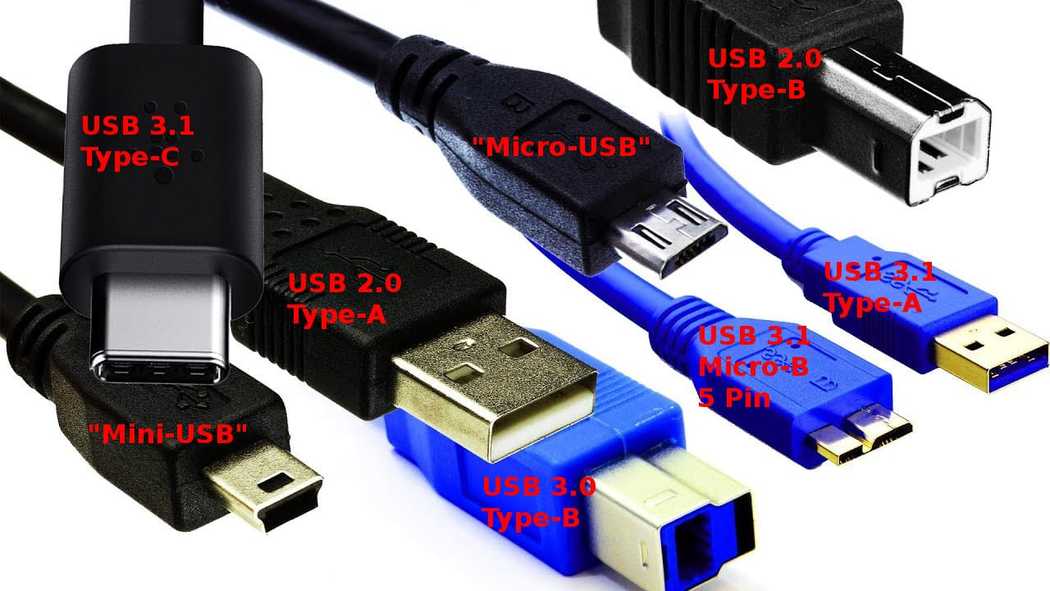 USB 2.0
Type-B
USB 3.1
Type-C
"Micro-USB"
USB 2.0
Type-A
USB 3.1
Type-A
USB 3.1
Micro-B
5 Pin
"Mini-USB"
USB 3.0
Type-B